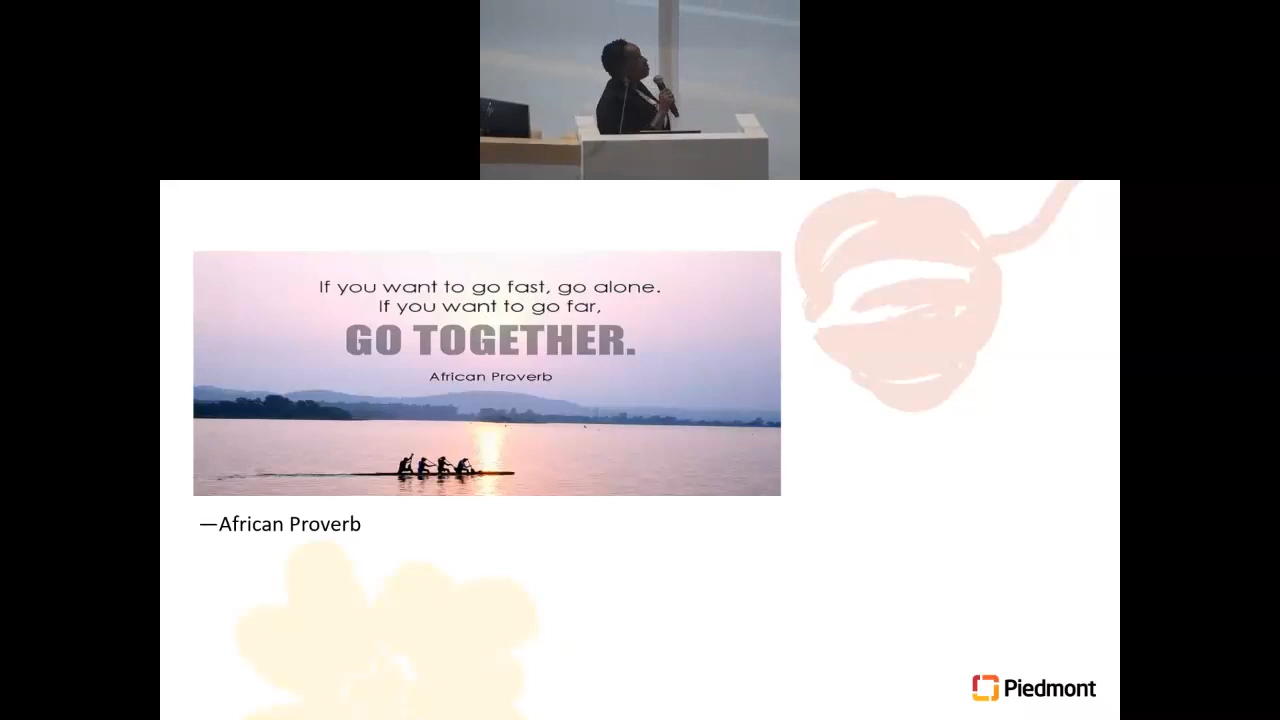 If you want to go fast, go alone.
If you want to go far,
GO TOGETHER.
African Proverb
—African Proverb
Piedmont